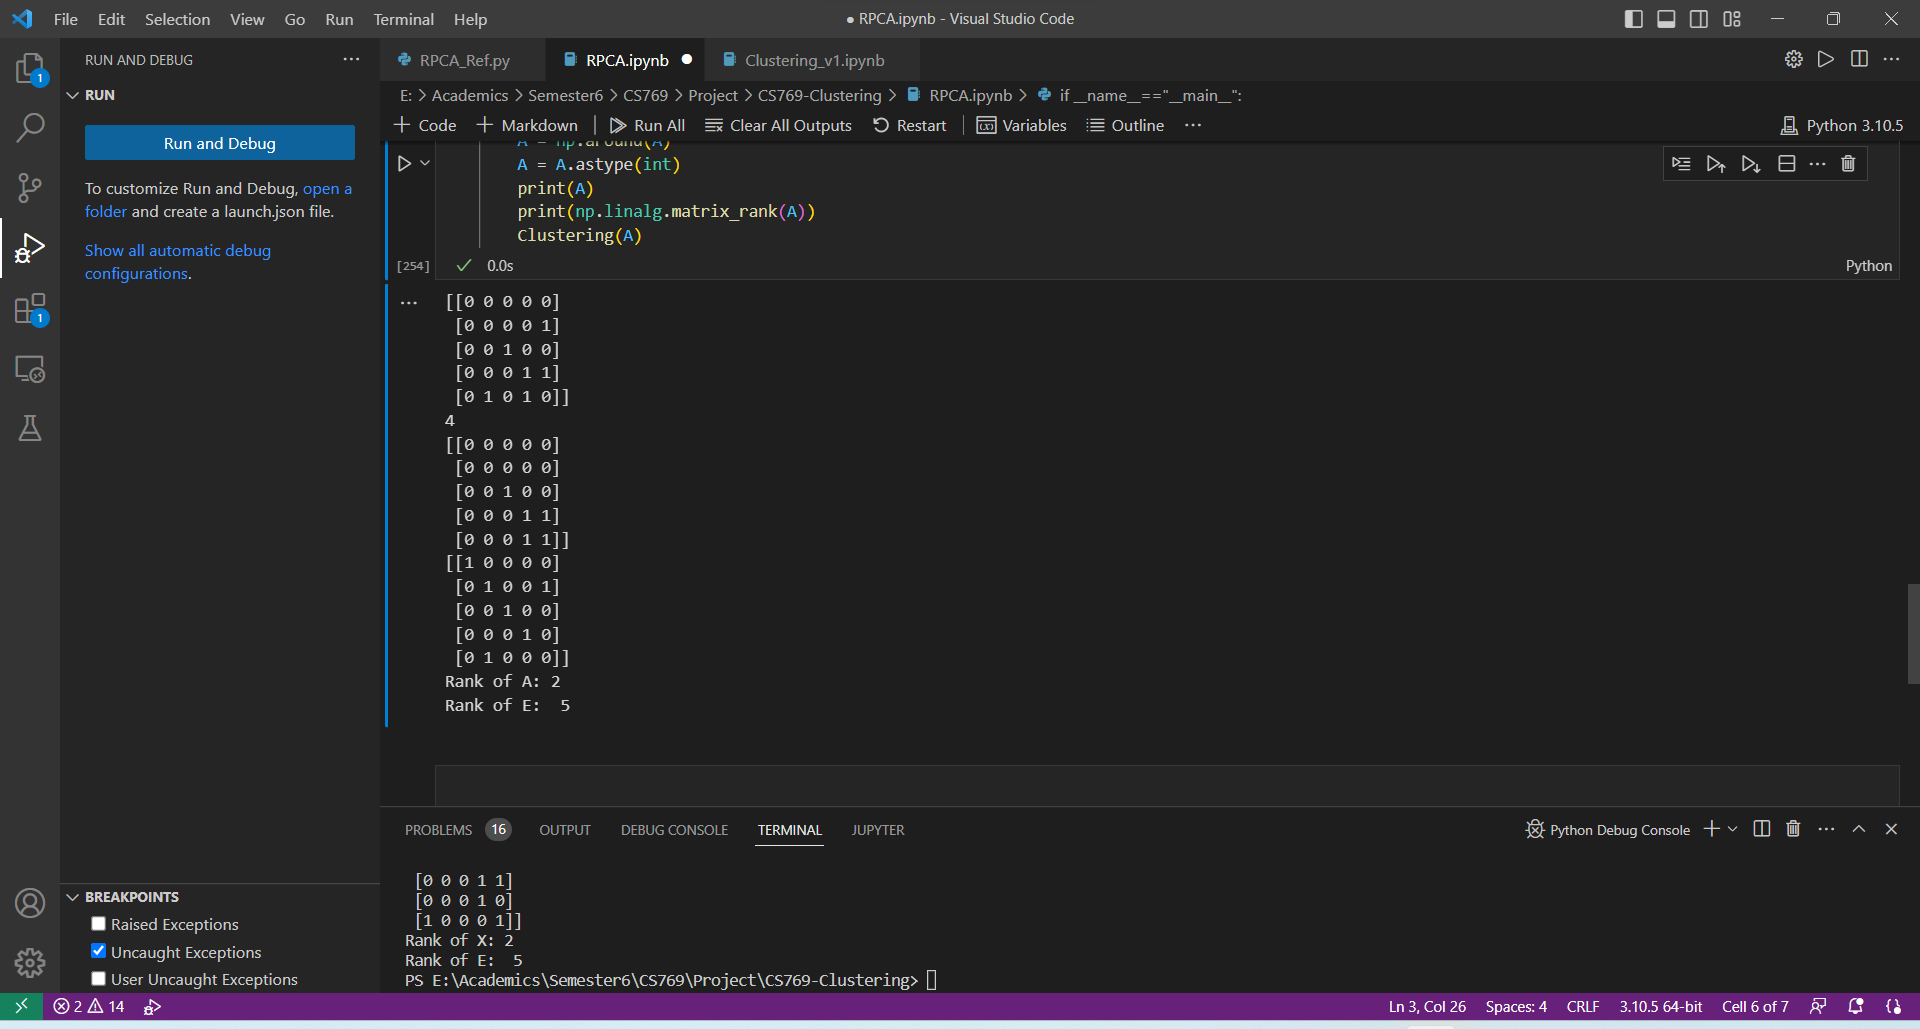 File Edit Selection View Go Run Terminal Help
● RPCA.ipynb - Visual Studio Code
RUN AND DEBUG
RUN
Run and Debug
To customize Run and Debug, open a
folder and create a launch.json file.
Show all automatic debug
configurations.
BREAKPOINTS
Raised Exceptions
Uncaught Exceptions
User Uncaught Exceptions
1
1
RPCA_Ref.py
RPCA.ipynb ●
Clustering_v1.ipynb
E: > Academics > Semester6 > CS769 > Project > CS769-Clustering > RPCA.ipynb > if __name__=="__main__":
+ Code + Markdown | Run All Clear All Outputs Restart | Variables Outline ···
Python 3.10.5
A = np.around(A)
A = A.astype(int)
print(A)
print(np.linalg.matrix_rank(A))
Clustering(A)
[254] ✓ 0.0s
Python
[[0 0 0 0 0]
[0 0 0 0 1]
[0 0 1 0 0]
[0 0 0 1 1]
[0 1 0 1 0]]
4
[[0 0 0 0 0]
[0 0 0 0 0]
[0 0 1 0 0]
[0 0 0 1 1]
[0 0 0 1 1]]
[[1 0 0 0 0]
[0 1 0 0 1]
[0 0 1 0 0]
[0 0 0 1 0]
[0 1 0 0 0]]
Rank of A: 2
Rank of E:  5
PROBLEMS 16 OUTPUT DEBUG CONSOLE TERMINAL JUPYTER
Python Debug Console
[0 0 0 1 1]
[0 0 0 1 0]
[1 0 0 0 1]]
Rank of X: 2
Rank of E:  5
PS E:\Academics\Semester6\CS769\Project\CS769-Clustering>
2 14
Ln 3, Col 26 Spaces: 4 CRLF 3.10.5 64-bit Cell 6 of 7